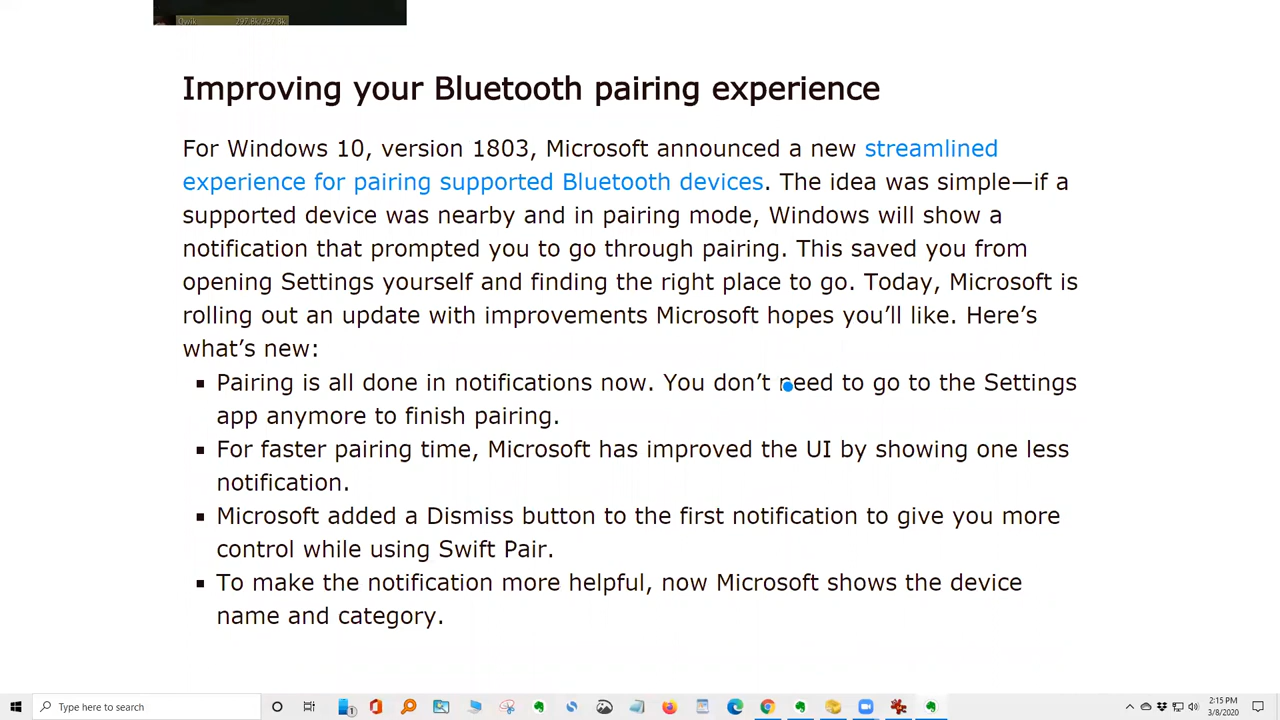 Qwik 297.8k/297.8k
Improving your Bluetooth pairing experience
For Windows 10, version 1803, Microsoft announced a new streamlined
experience for pairing supported Bluetooth devices. The idea was simple—if a
supported device was nearby and in pairing mode, Windows will show a
notification that prompted you to go through pairing. This saved you from
opening Settings yourself and finding the right place to go. Today, Microsoft is
rolling out an update with improvements Microsoft hopes you’ll like. Here’s
what’s new:
▪ Pairing is all done in notifications now. You don’t need to go to the Settings
app anymore to finish pairing.
▪ For faster pairing time, Microsoft has improved the UI by showing one less
notification.
▪ Microsoft added a Dismiss button to the first notification to give you more
control while using Swift Pair.
▪ To make the notification more helpful, now Microsoft shows the device
name and category.
Type here to search
1
2:15 PM
3/8/2020